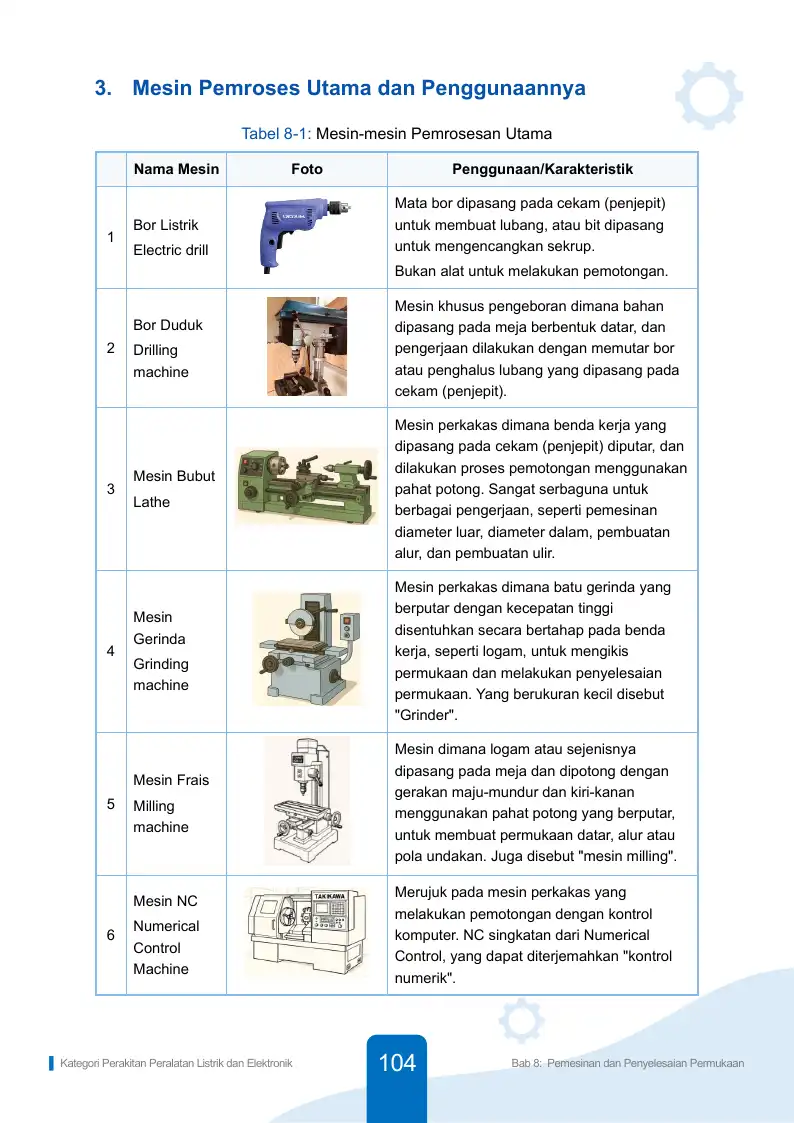 3. Mesin Pemroses Utama dan Penggunaannya
Tabel 8-1: Mesin-mesin Pemrosesan Utama
Nama Mesin
Foto
Penggunaan/Karakteristik
1
Bor Listrik
Electric drill
Mata bor dipasang pada cekam (penjepit)
untuk membuat lubang, atau bit dipasang
untuk mengencangkan sekrup.
Bukan alat untuk melakukan pemotongan.
2
Bor Duduk
Drilling
machine
Mesin khusus pengeboran dimana bahan
dipasang pada meja berbentuk datar, dan
pengerjaan dilakukan dengan memutar bor
atau penghalus lubang yang dipasang pada
cekam (penjepit).
3
Mesin Bubut
Lathe
Mesin perkakas dimana benda kerja yang
dipasang pada cekam (penjepit) diputar, dan
dilakukan proses pemotongan menggunakan
pahat potong. Sangat serbaguna untuk
berbagai pengerjaan, seperti pemesinan
diameter luar, diameter dalam, pembuatan
alur, dan pembuatan ulir.
4
Mesin
Gerinda
Grinding
machine
Mesin perkakas dimana batu gerinda yang
berputar dengan kecepatan tinggi
disentuhkan secara bertahap pada benda
kerja, seperti logam, untuk mengikis
permukaan dan melakukan penyelesaian
permukaan. Yang berukuran kecil disebut
"Grinder".
5
Mesin Frais
Milling
machine
Mesin dimana logam atau sejenisnya
dipasang pada meja dan dipotong dengan
gerakan maju-mundur dan kiri-kanan
menggunakan pahat potong yang berputar,
untuk membuat permukaan datar, alur atau
pola undakan. Juga disebut "mesin milling".
6
Mesin NC
Numerical
Control
Machine
TAKIKAWA
Merujuk pada mesin perkakas yang
melakukan pemotongan dengan kontrol
komputer. NC singkatan dari Numerical
Control, yang dapat diterjemahkan "kontrol
numerik".
Kategori Perakitan Peralatan Listrik dan Elektronik
104
Bab 8: Pemesinan dan Penyelesaian Permukaan